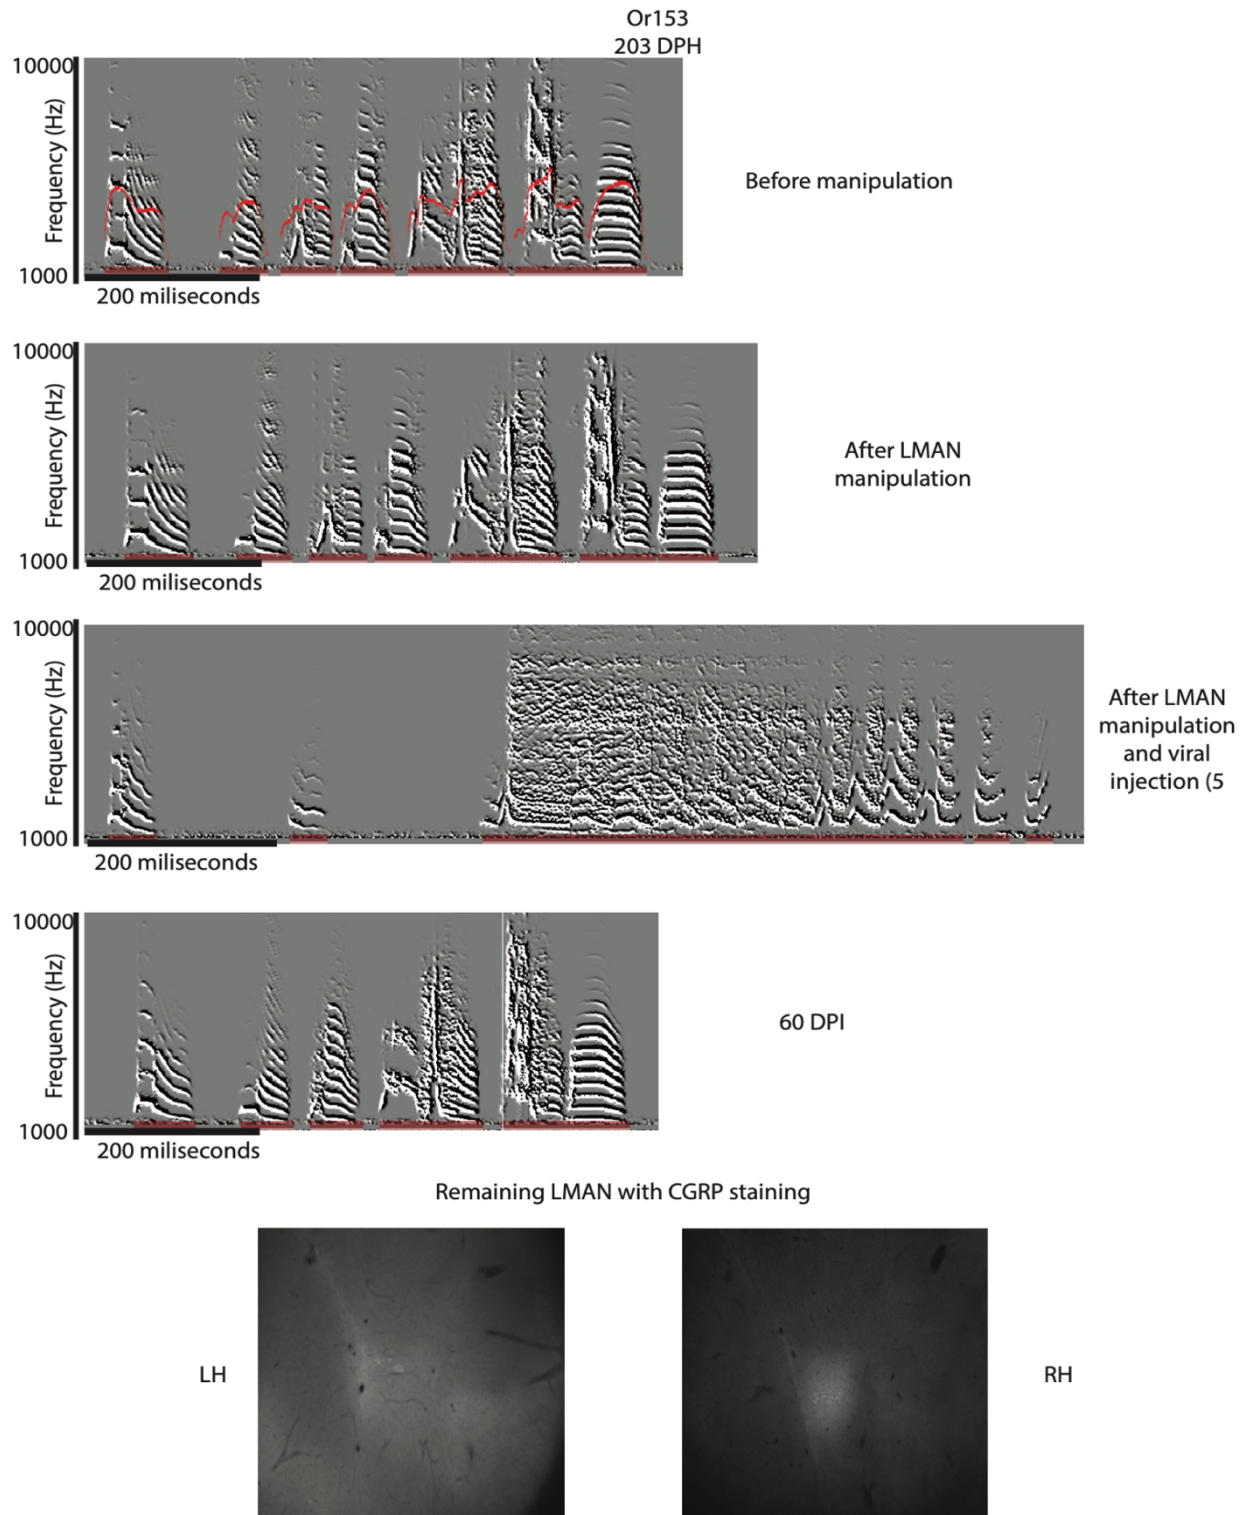 Or153
203 DPH
10000
Frequency (Hz)
1000
200 miliseconds
Before manipulation
10000
Frequency (Hz)
1000
200 miliseconds
After LMAN
manipulation
10000
Frequency (Hz)
1000
200 miliseconds
After LMAN
manipulation
and viral
injection (5
10000
Frequency (Hz)
1000
200 miliseconds
60 DPI
Remaining LMAN with CGRP staining
LH
RH